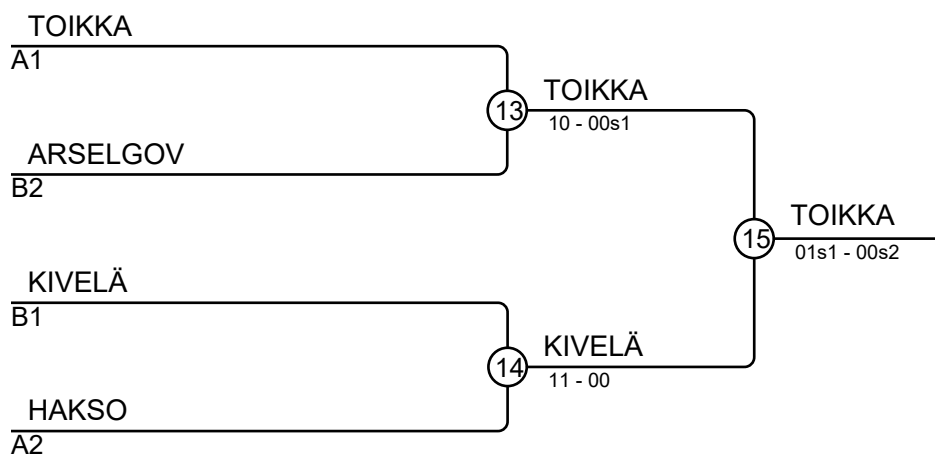 TOIKKA
A1
13
TOIKKA
10 - 00s1
ARSELGOV
B2
15
TOIKKA
01s1 - 00s2
KIVELÄ
B1
14
KIVELÄ
11 - 00
HAKSO
A2